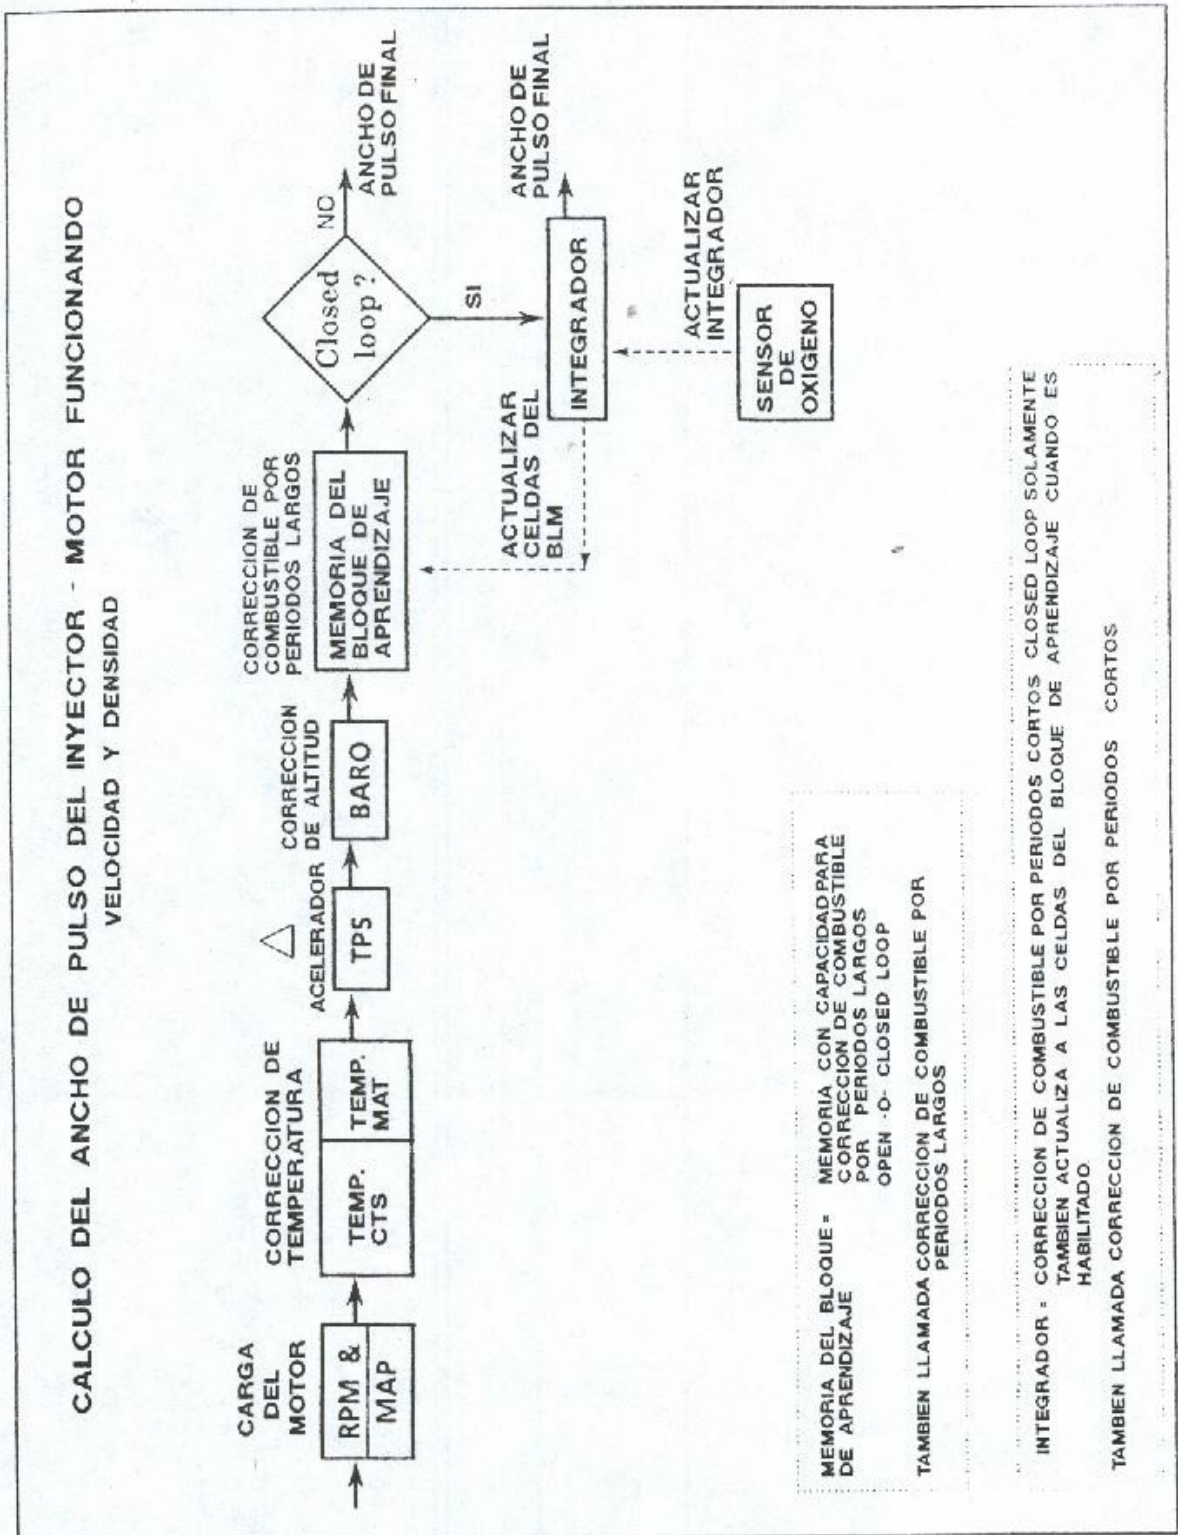 CALCULO DEL ANCHO DE PULSO DEL INYECTOR - MOTOR FUNCIONANDO
VELOCIDAD Y DENSIDAD
CARGA
DEL
MOTOR
RPM &
MAP
CORRECCION DE
TEMPERATURA
TEMP.
CTS
TEMP.
MAT
ACELERADOR
TPS
CORRECCION
DE ALTITUD
BARO
CORRECCION DE
COMBUSTIBLE POR
PERIODOS LARGOS
MEMORIA DEL
BLOQUE DE
APRENDIZAJE
Closed
loop?
NO
ANCHO DE
PULSO FINAL
SI
ACTUALIZAR
CELDAS DEL
BLM
INTEGRADOR
ANCHO DE
PULSO FINAL
ACTUALIZAR
INTEGRADOR
SENSOR
DE
OXIGENO
MEMORIA DEL BLOQUE = MEMORIA CON CAPACIDAD PARA
DE APRENDIZAJE CORRECCION DE COMBUSTIBLE
POR PERIODOS LARGOS
OPEN -O- CLOSED LOOP
TAMBIEN LLAMADA CORRECCION DE COMBUSTIBLE POR
PERIODOS LARGOS
INTEGRADOR = CORRECCION DE COMBUSTIBLE POR PERIODOS CORTOS CLOSED LOOP SOLAMENTE
TAMBIEN ACTUALIZA A LAS CELDAS DEL BLOQUE DE APRENDIZAJE CUANDO ES
HABILITADO.
TAMBIEN LLAMADA CORRECCION DE COMBUSTIBLE POR PERIODOS CORTOS